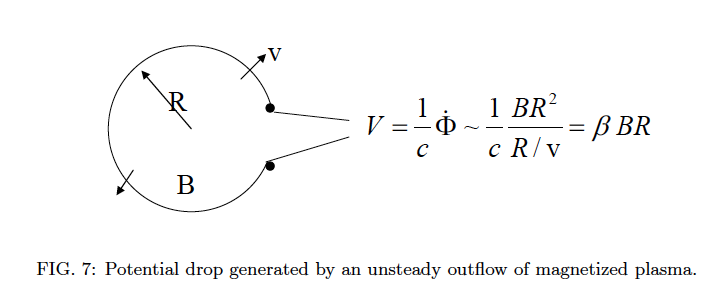 v
R
B
V = 1/c Φ̇ ~ 1/c BR²/R/v = β BR
FIG. 7: Potential drop generated by an unsteady outflow of magnetized plasma.